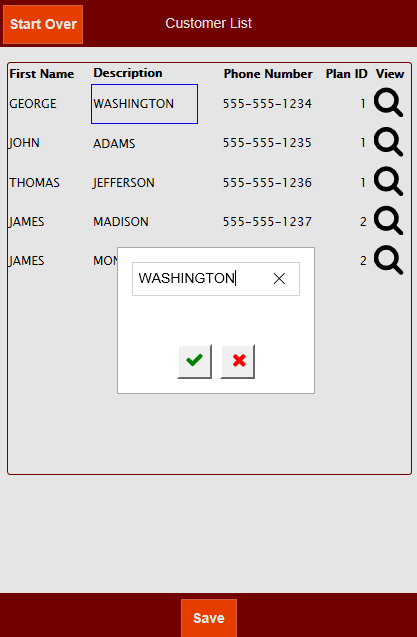 Start Over
Customer List
First Name Description Phone Number Plan ID View
GEORGE WASHINGTON 555-555-1234 1
JOHN ADAMS 555-555-1235 1
THOMAS JEFFERSON 555-555-1236 1
JAMES MADISON 555-555-1237 2
JAMES 2
WASHINGTON
Save